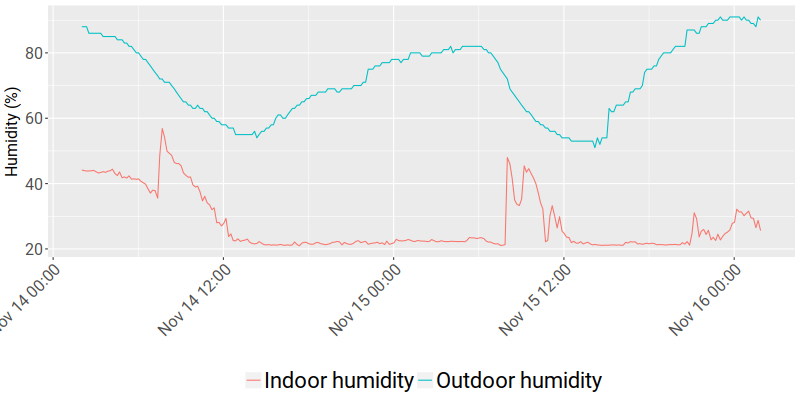 Humidity (%)
80
60
40
20
14 00:00
Nov 14 12:00
Nov 15 00:00
Nov 15 12:00
Nov 16 00:00
Indoor humidity Outdoor humidity